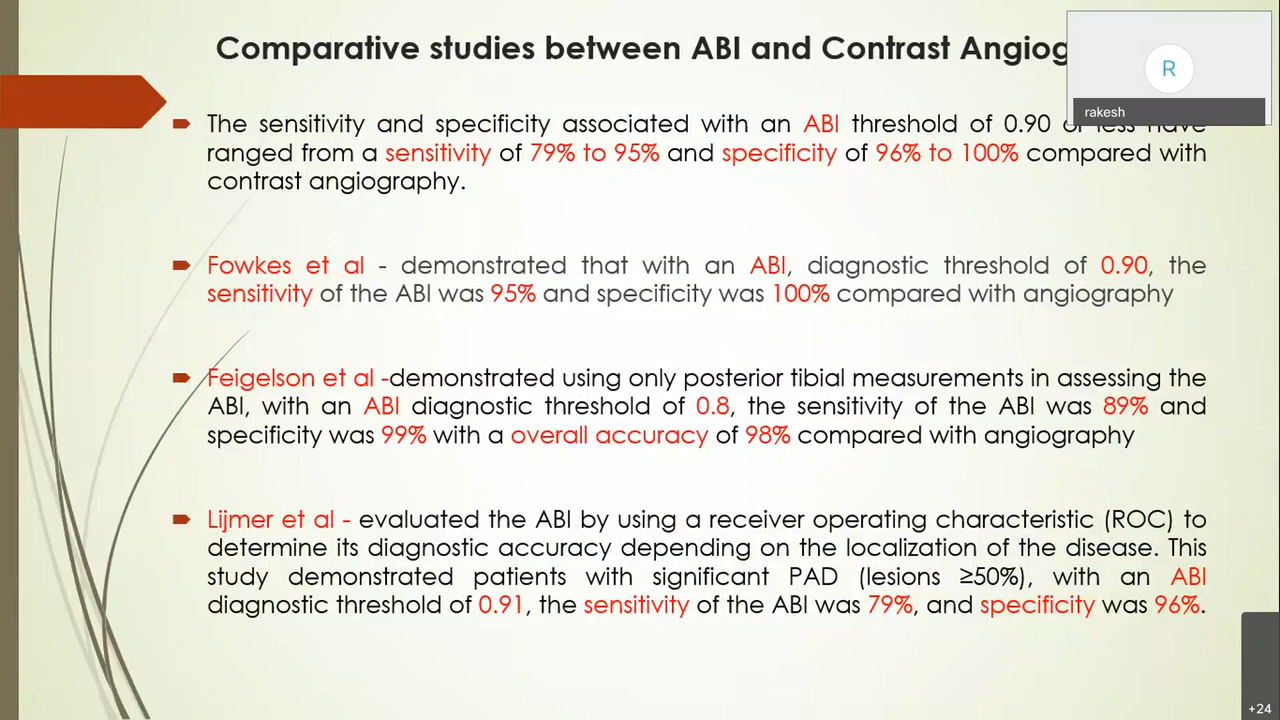 Comparative studies between ABI and Contrast Angiog
R
rakesh
The sensitivity and specificity associated with an ABI threshold of 0.90 or less have
ranged from a sensitivity of 79% to 95% and specificity of 96% to 100% compared with
contrast angiography.
Fowkes et al - demonstrated that with an ABI, diagnostic threshold of 0.90, the
sensitivity of the ABI was 95% and specificity was 100% compared with angiography
Feigelson et al -demonstrated using only posterior tibial measurements in assessing the
ABI, with an ABI diagnostic threshold of 0.8, the sensitivity of the ABI was 89% and
specificity was 99% with a overall accuracy of 98% compared with angiography
Lijmer et al - evaluated the ABI by using a receiver operating characteristic (ROC) to
determine its diagnostic accuracy depending on the localization of the disease. This
study demonstrated patients with significant PAD (lesions ≥50%), with an ABI
diagnostic threshold of 0.91, the sensitivity of the ABI was 79%, and specificity was 96%.
+24